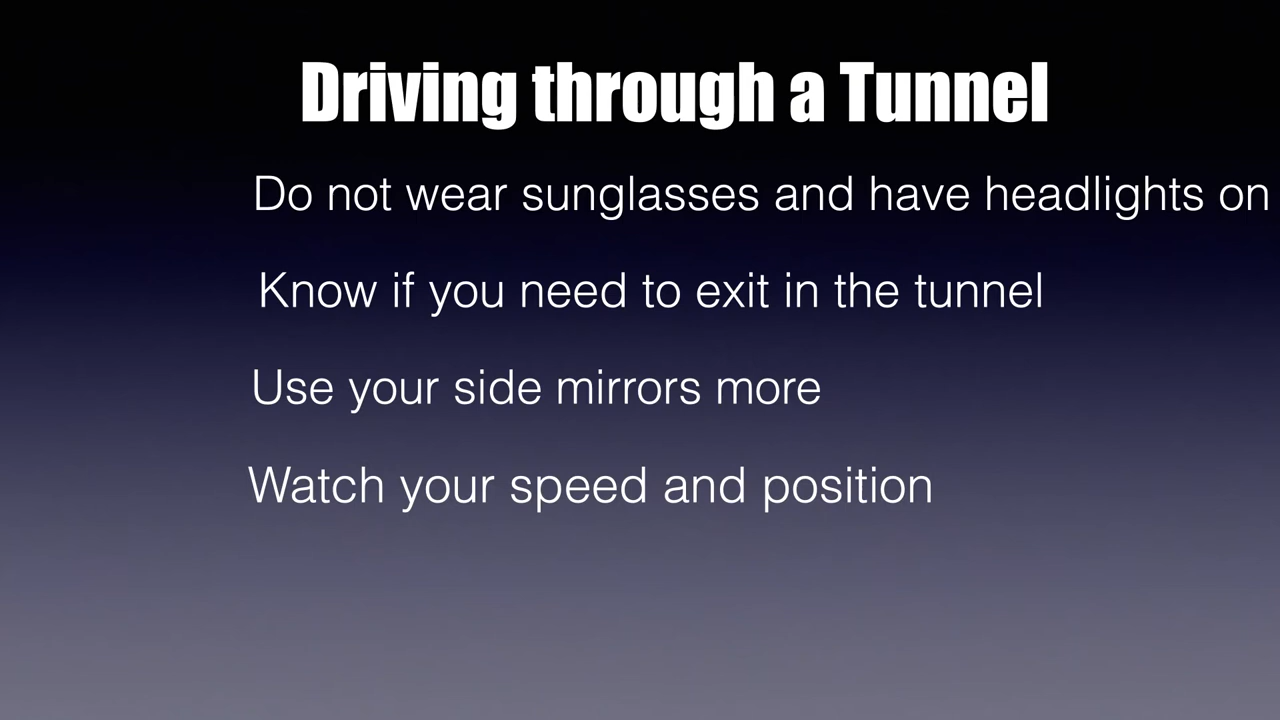 Driving through a Tunnel
Do not wear sunglasses and have headlights on
Know if you need to exit in the tunnel
Use your side mirrors more
Watch your speed and position